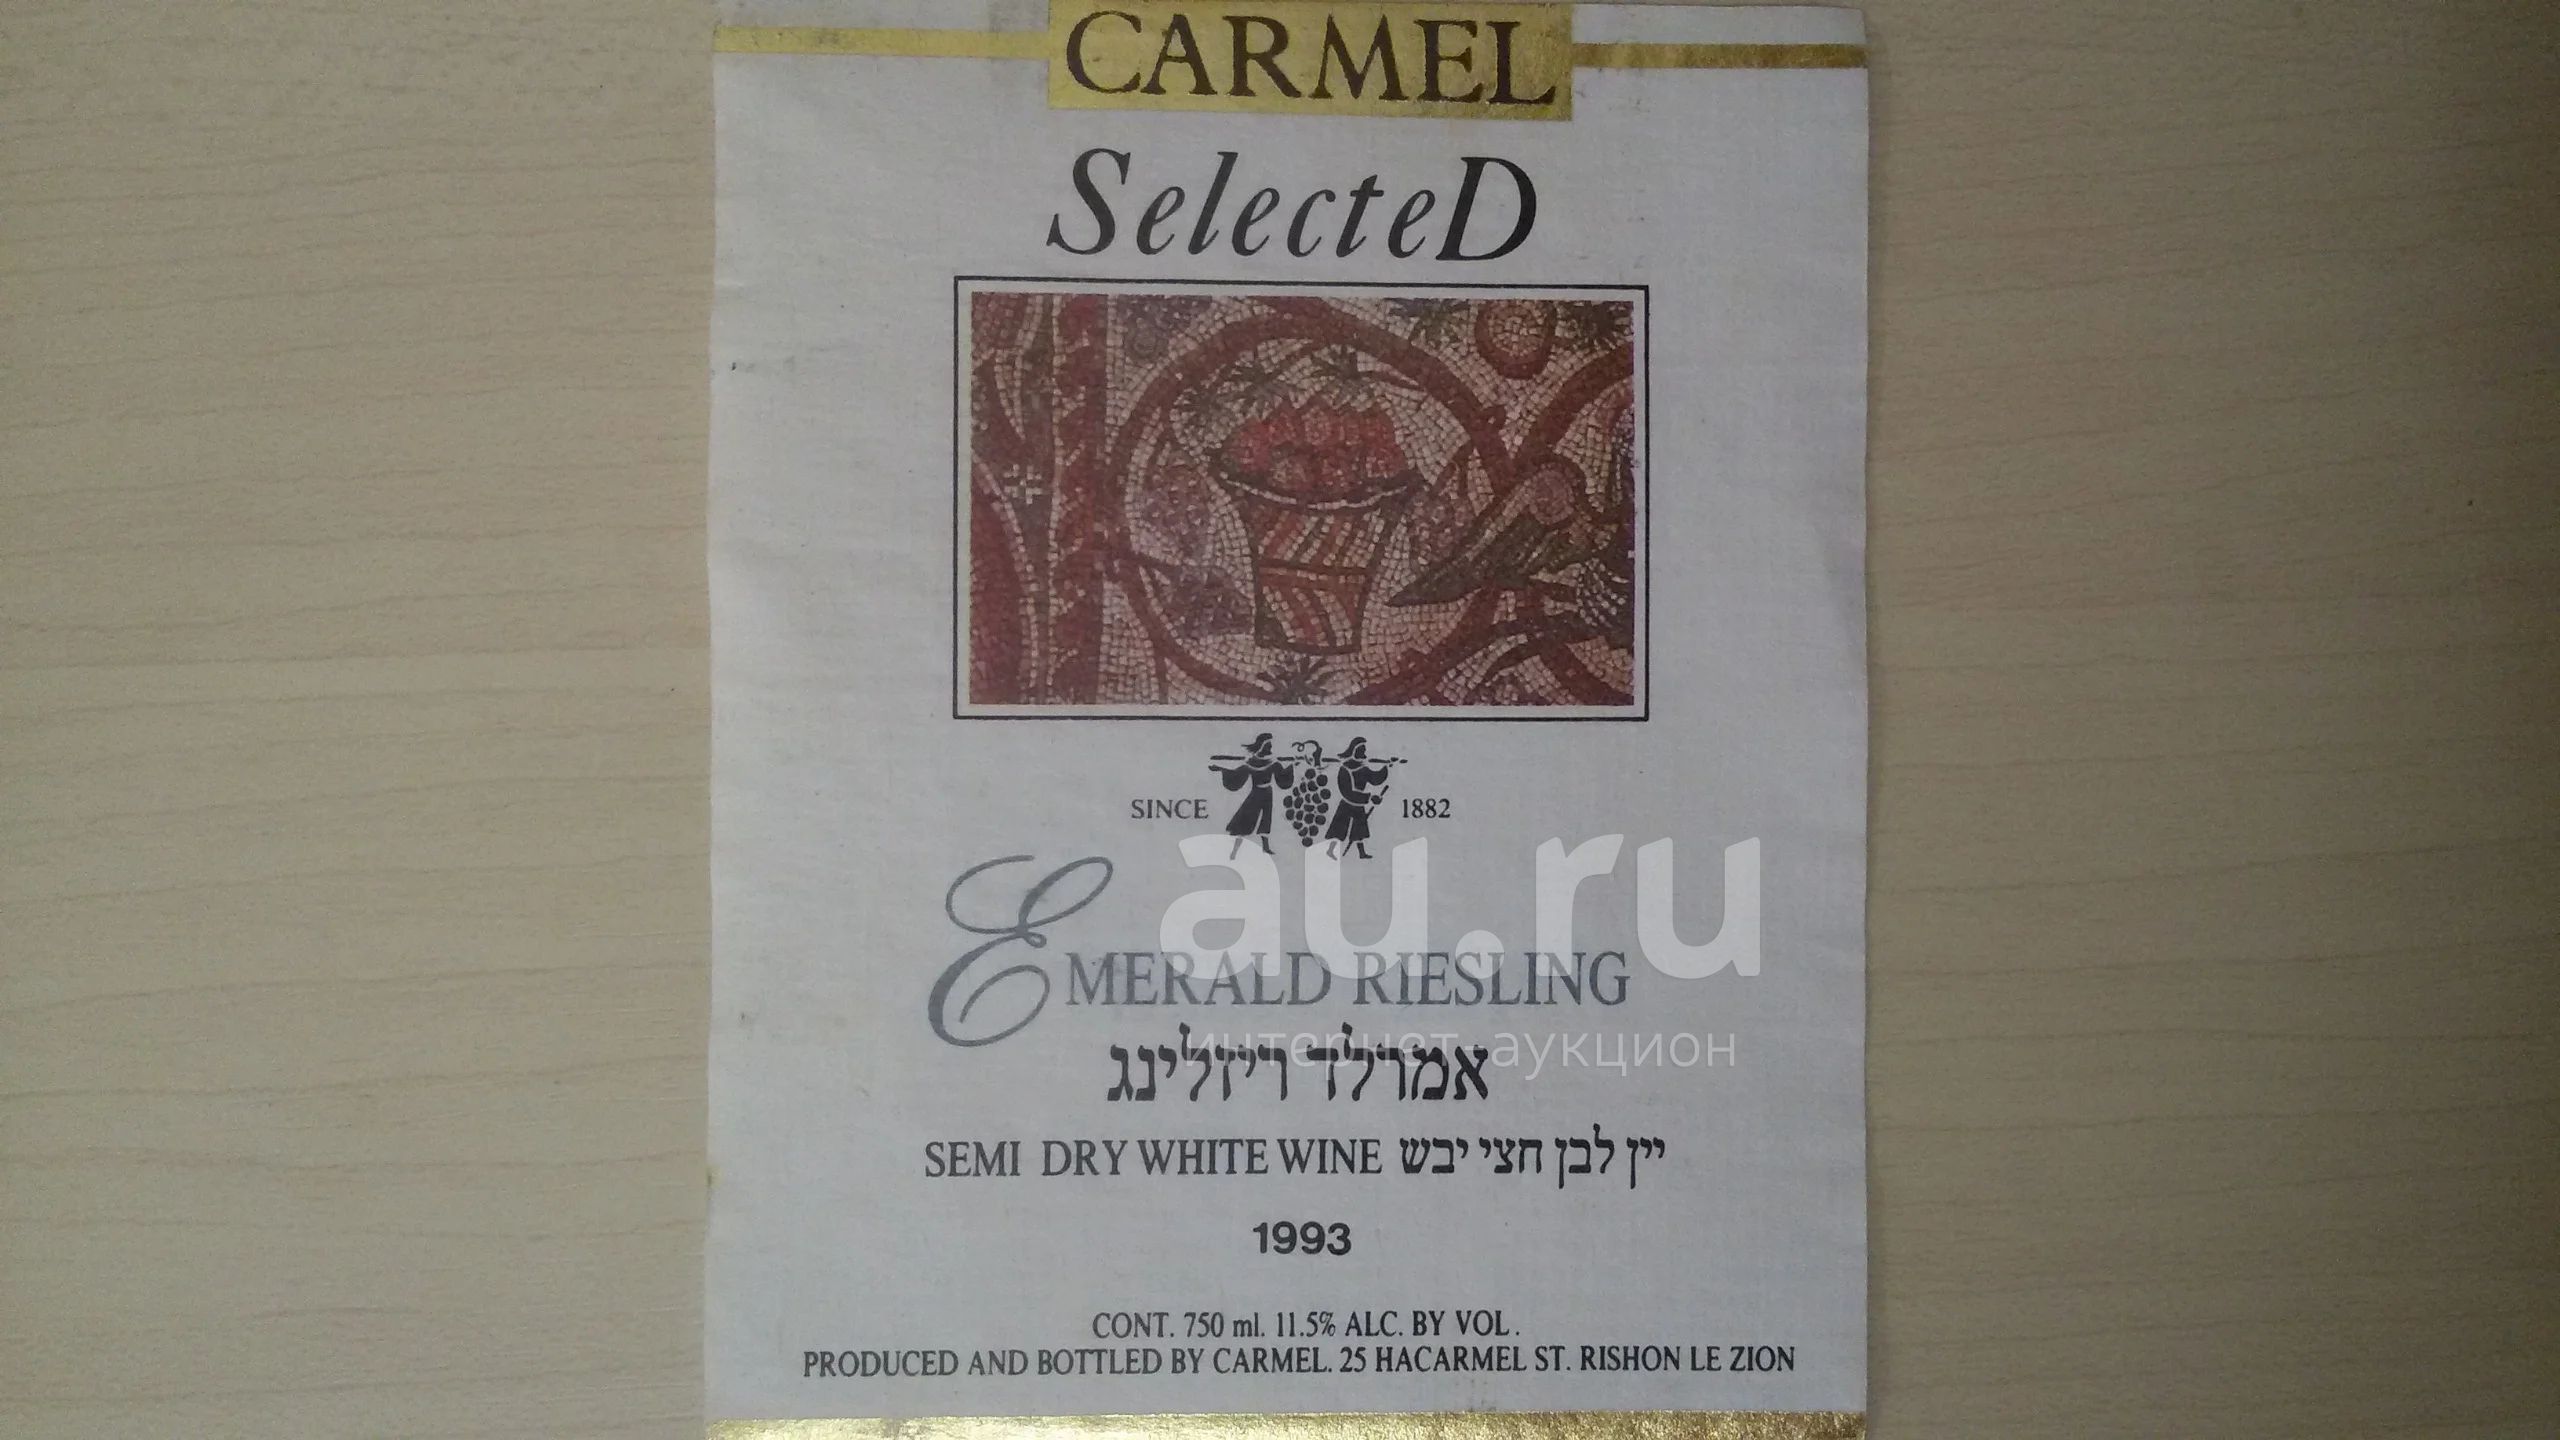 CARMEL
SelecteD
SINCE 1882
au.ru
EMERALD RIESLING
интернет-аукцион
אמרלד ריזלינג
SEMI DRY WHITE WINE יין לבן חצי יבש
1993
CONT. 750 ml. 11.5% ALC. BY VOL.
PRODUCED AND BOTTLED BY CARMEL. 25 HACARMEL ST. RISHON LE ZION